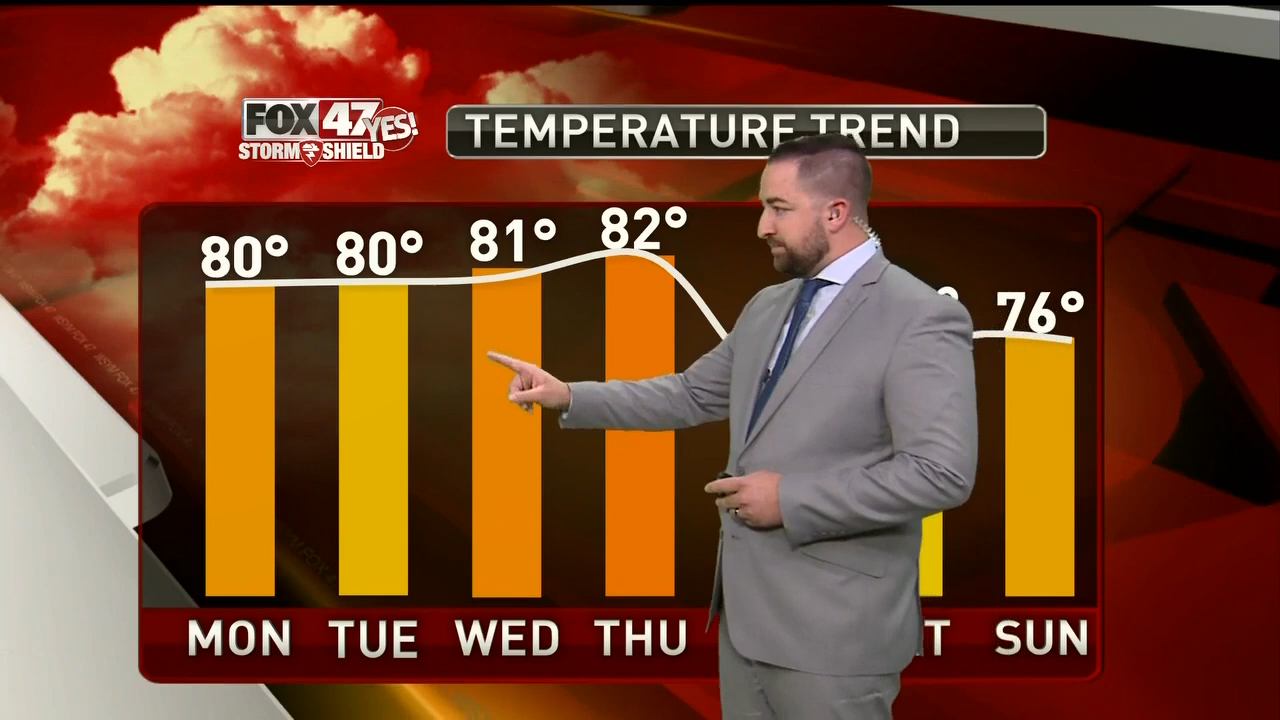 FOX 47 YES!
STORM SHIELD
TEMPERATURE TREND
80° 80° 81° 82° 76°
MON TUE WED THU SUN